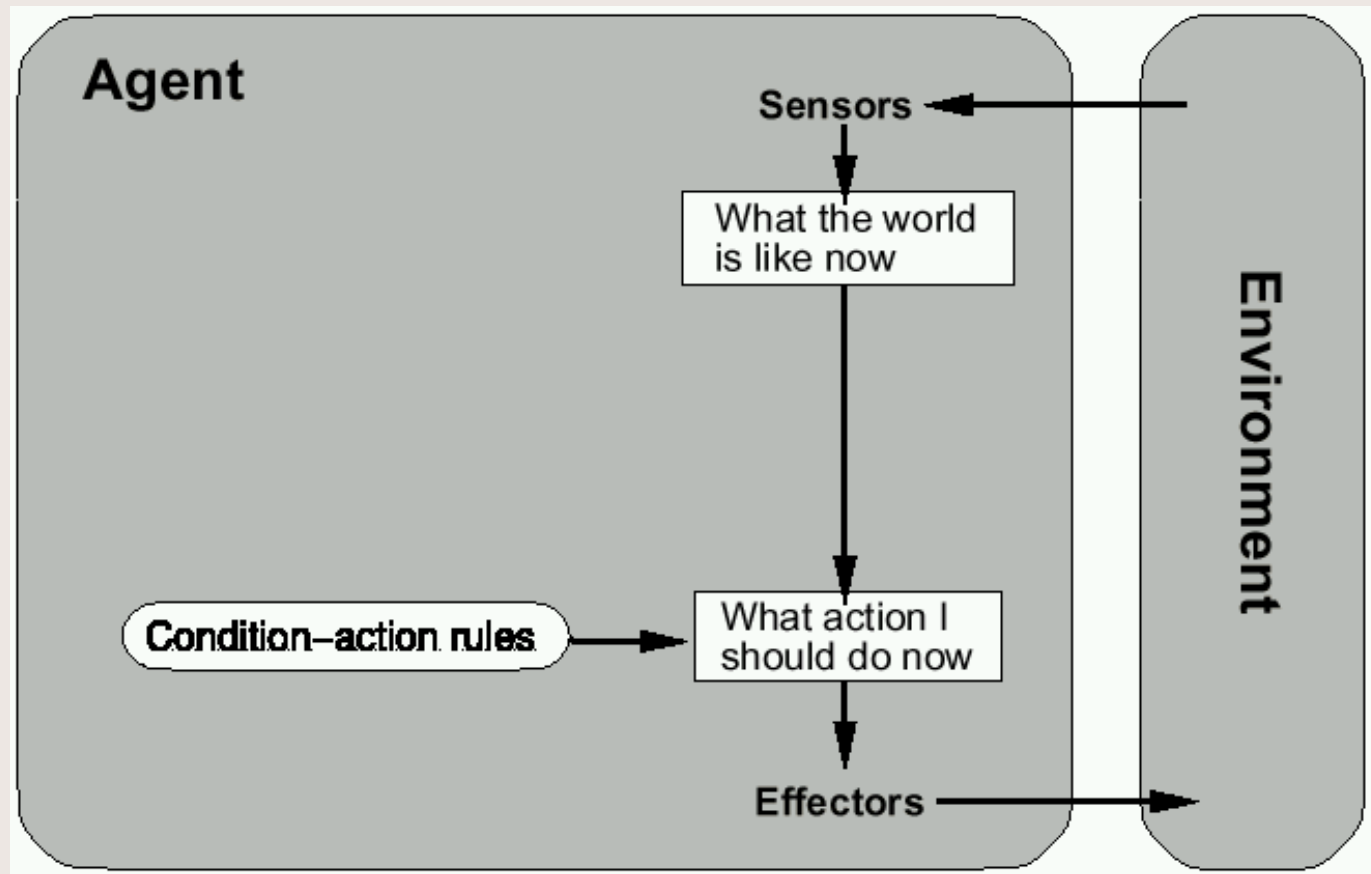 Agent
Sensors
What the world
is like now
Environment
Condition–action rules
What action I
should do now
Effectors